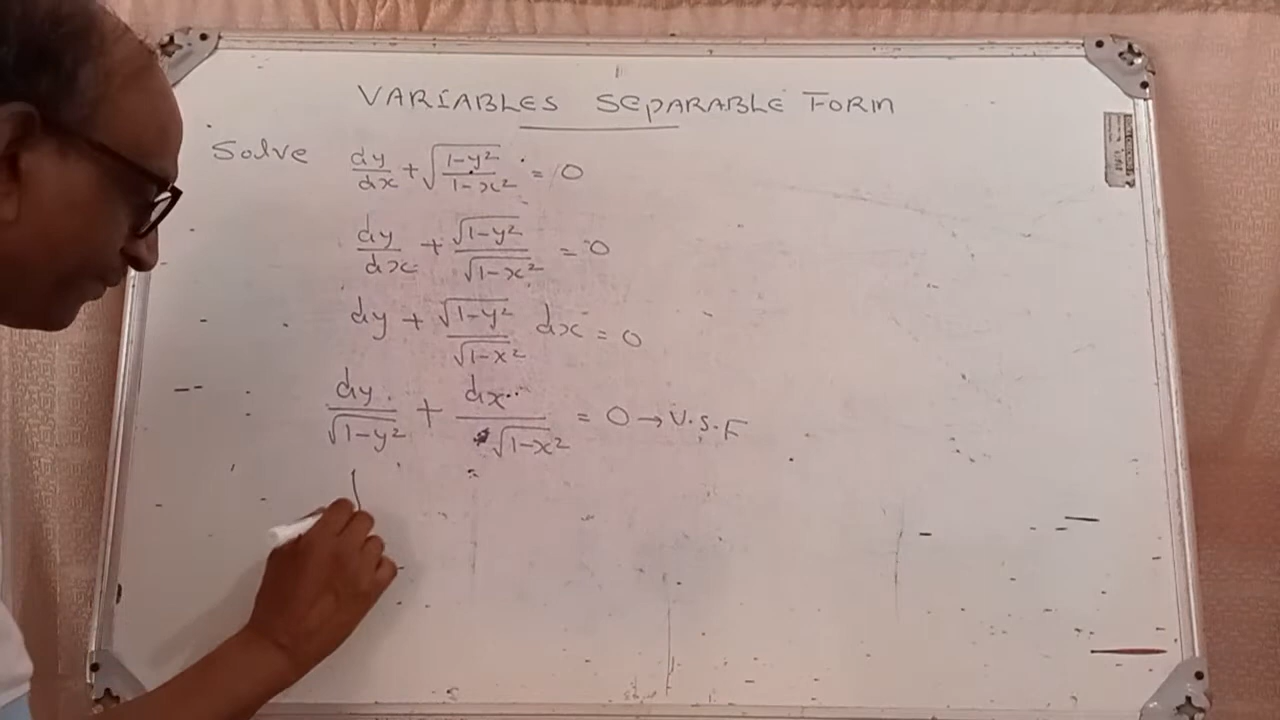 VARIABLES SEPARABLE FORM
Solve dy/dx + √(1-y²/1-x²) = 0
dy/dx + √1-y²/√1-x² = 0
dy + √1-y²/√1-x² dx = 0
dy/√1-y² + dx/√1-x² = 0 → V.S.F